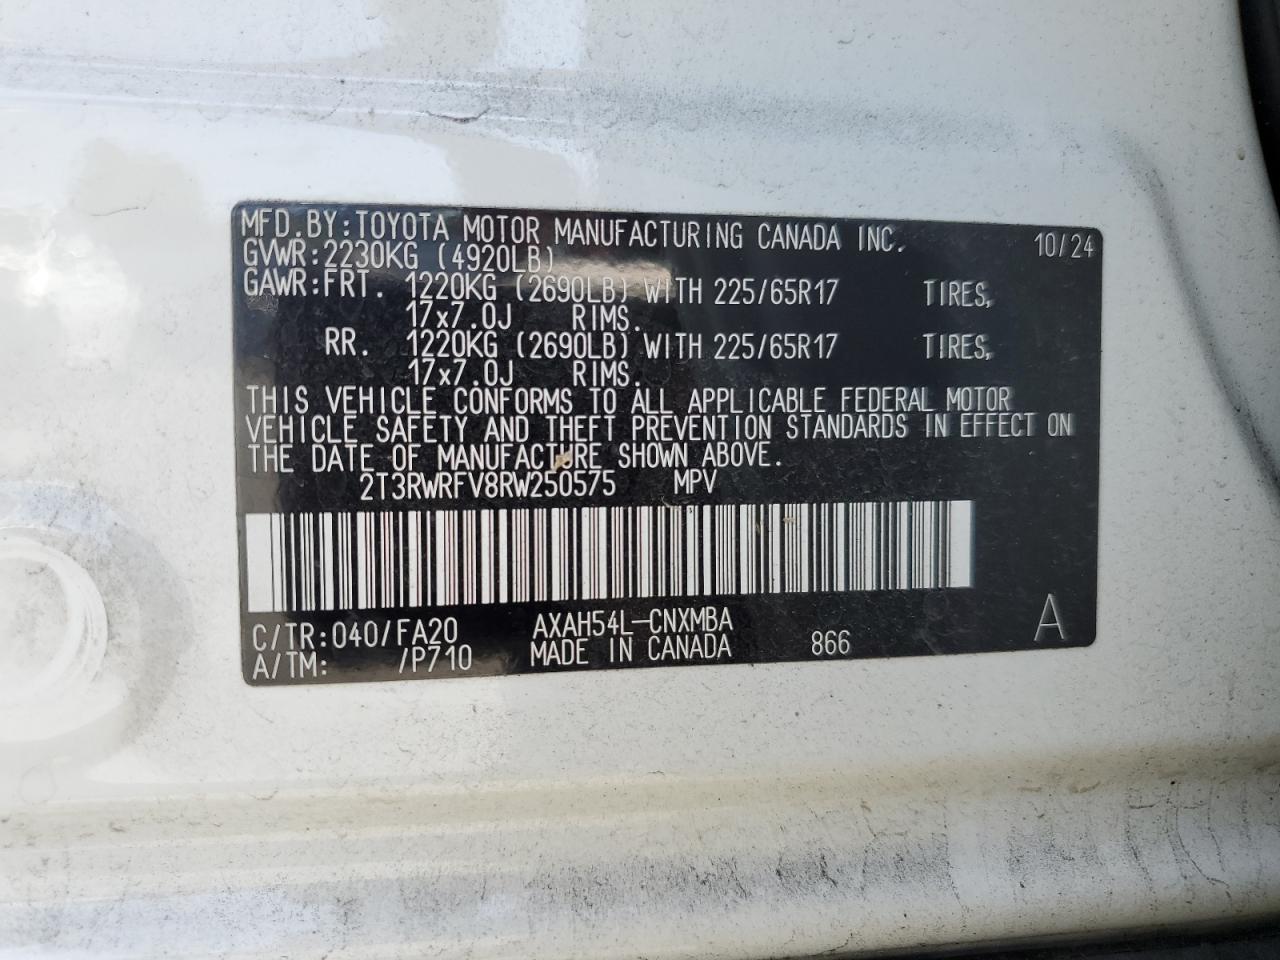 MFD.BY:TOYOTA MOTOR MANUFACTURING CANADA INC. 10/24
GVWR:2230KG (4920LB)
GAWR:FRT. 1220KG (2690LB) WITH 225/65R17 TIRES,
17x7.0J RIMS.
RR. 1220KG (2690LB) WITH 225/65R17 TIRES,
17x7.0J RIMS.
THIS VEHICLE CONFORMS TO ALL APPLICABLE FEDERAL MOTOR
VEHICLE SAFETY AND THEFT PREVENTION STANDARDS IN EFFECT ON
THE DATE OF MANUFACTURE SHOWN ABOVE.
2T3RWRFV8RW250575 MPV
C/TR:040/FA20 AXAH54L-CNXMBA A
A/TM: /P710 MADE IN CANADA 866